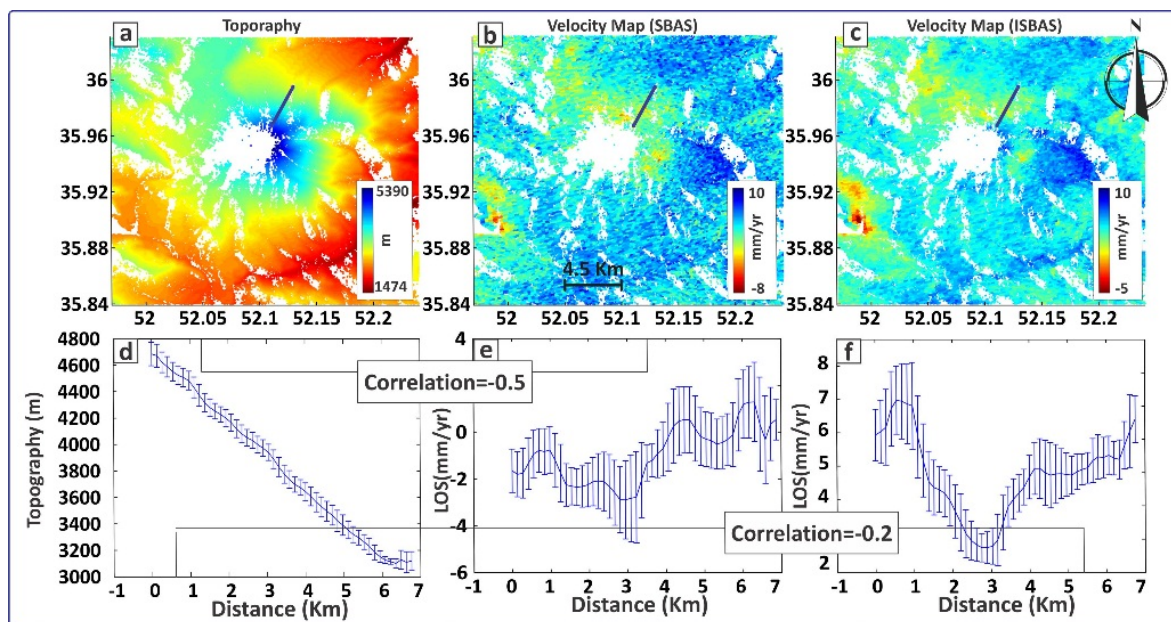 a Topography
b Velocity Map (SBAS)
c Velocity Map (ISBAS)
N
36
35.96
35.92
35.88
35.84
52 52.05 52.1 52.15 52.2
5390
m
1474
36
35.96
35.92
35.88
35.84
52 52.05 52.1 52.15 52.2
4.5 Km
10
mm/yr
-8
36
35.96
35.92
35.88
35.84
52 52.05 52.1 52.15 52.2
10
mm/yr
-5
d
Topography (m)
4800
4600
4400
4200
4000
3800
3600
3400
3200
3000
-1 0 1 2 3 4 5 6 7
Distance (Km)
Correlation=-0.5
e
LOS(mm/yr)
4
2
0
-2
-4
-6
-1 0 1 2 3 4 5 6 7
Distance (Km)
Correlation=-0.2
f
LOS(mm/yr)
8
7
6
5
4
2
-1 0 1 2 3 4 5 6 7
Distance (Km)